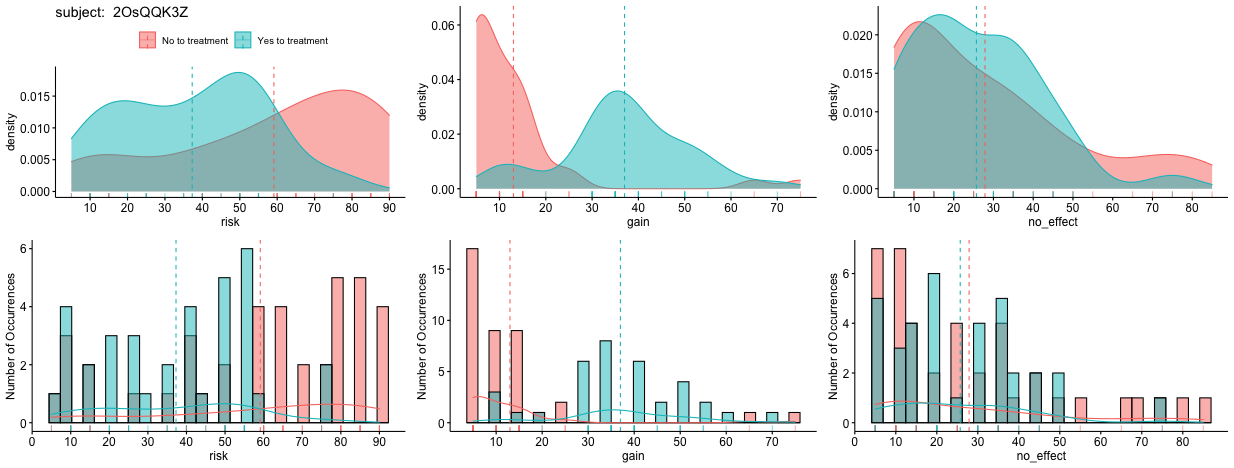 subject: 2OsQQK3Z
No to treatment Yes to treatment
density
0.000 0.005 0.010 0.015
10 20 30 40 50 60 70 80 90
risk
density
0.00 0.02 0.04 0.06
10 20 30 40 50 60 70
gain
density
0.000 0.005 0.010 0.015 0.020
10 20 30 40 50 60 70 80
no_effect
Number of Occurrences
0 2 4 6
0 10 20 30 40 50 60 70 80 90
risk
Number of Occurrences
0 5 10 15
0 10 20 30 40 50 60 70
gain
Number of Occurrences
0 2 4 6
0 10 20 30 40 50 60 70 80
no_effect